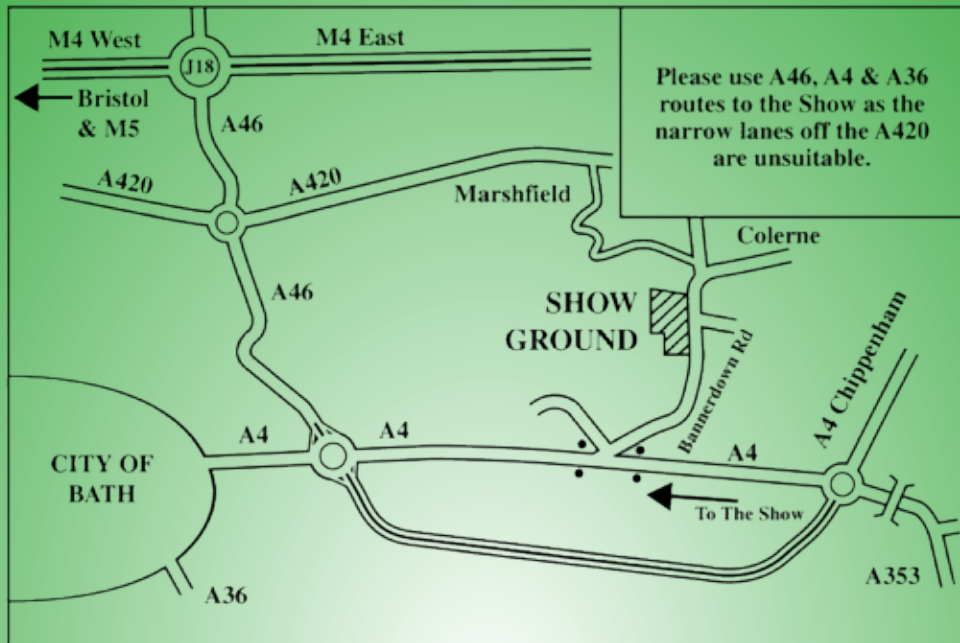 M4 West
M4 East
J18
Bristol
& M5
A46
Please use A46, A4 & A36
routes to the Show as the
narrow lanes off the A420
are unsuitable.
A420
A420
Marshfield
Colerne
A46
SHOW
GROUND
Bannerdown Rd
A4 Chippenham
A4
A4
A4
CITY OF
BATH
To The Show
A36
A353